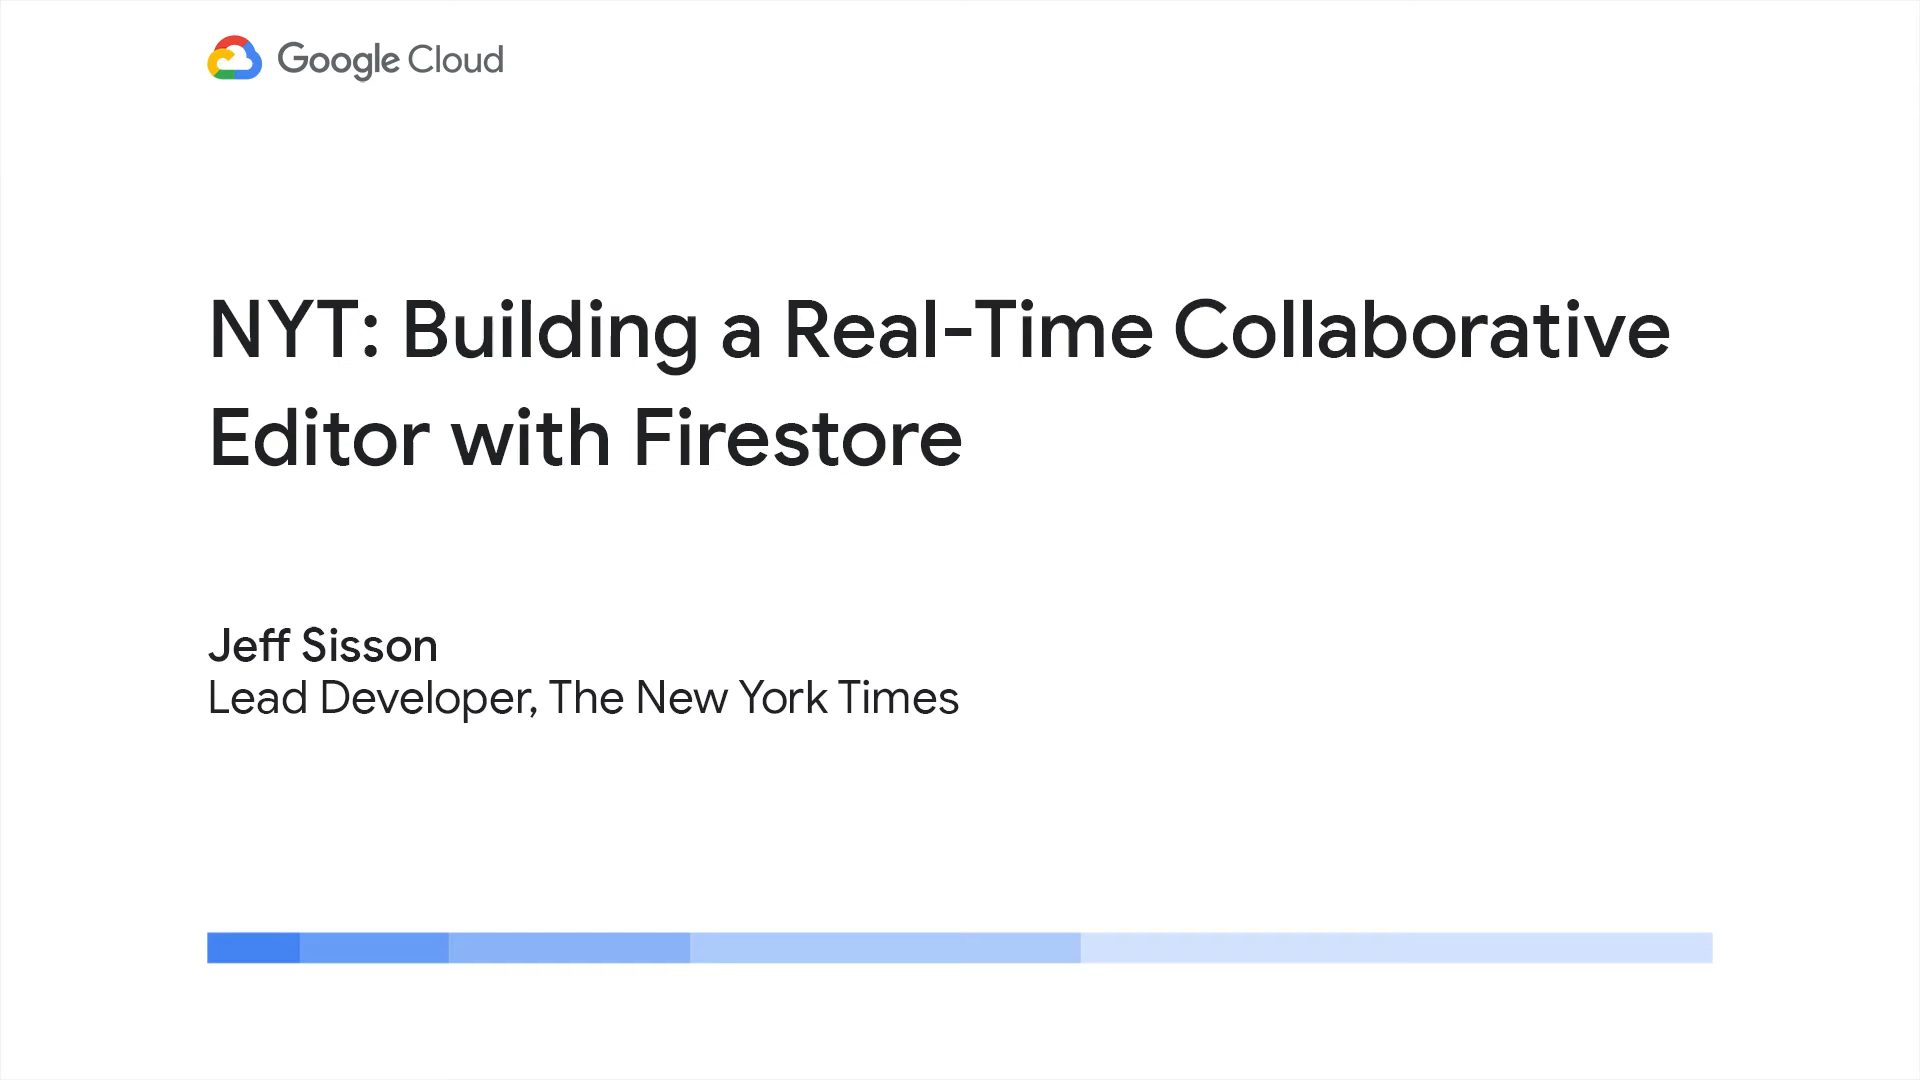 Google Cloud
NYT: Building a Real-Time Collaborative
Editor with Firestore
Jeff Sisson
Lead Developer, The New York Times